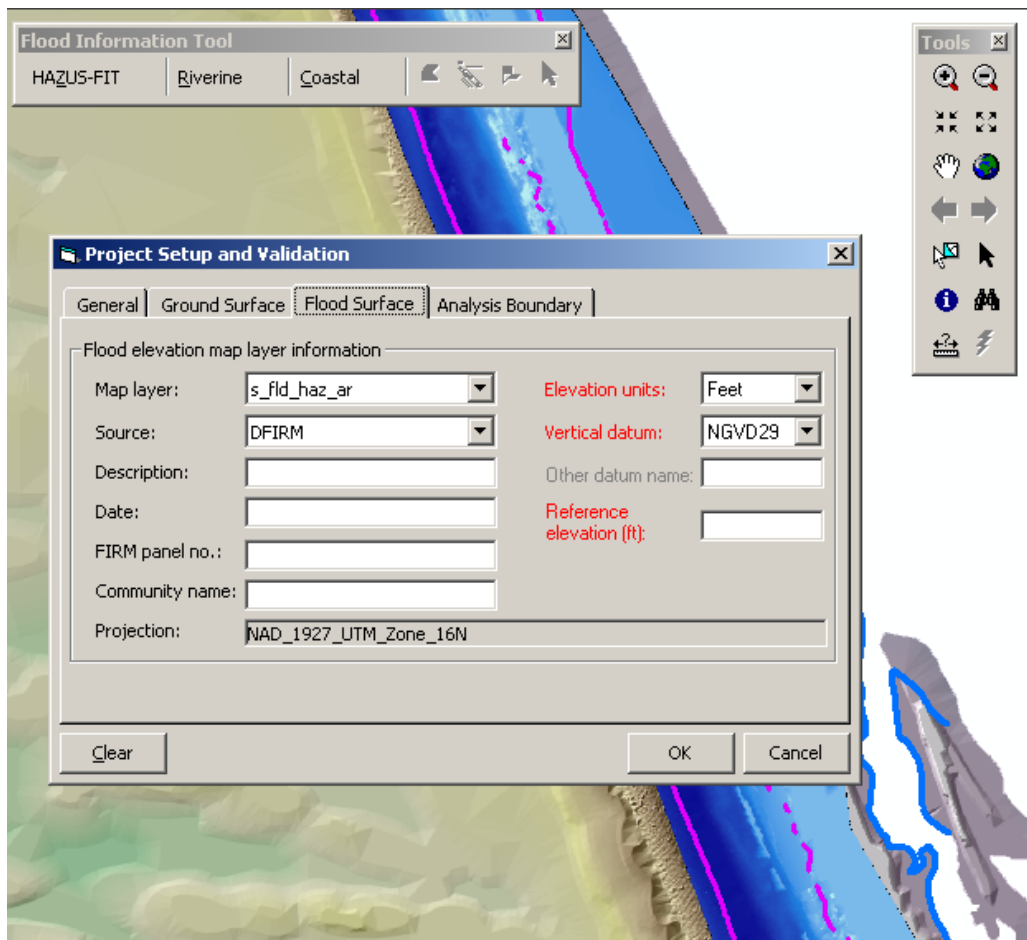 Flood Information Tool
HAZUS-FIT Riverine Coastal
Tools
Project Setup and Validation
General Ground Surface Flood Surface Analysis Boundary
Flood elevation map layer information
Map layer: s_fld_haz_ar Elevation units: Feet
Source: DFIRM Vertical datum: NGVD29
Description: Other datum name:
Date: Reference
elevation (ft):
FIRM panel no.:
Community name:
Projection: NAD_1927_UTM_Zone_16N
Clear OK Cancel